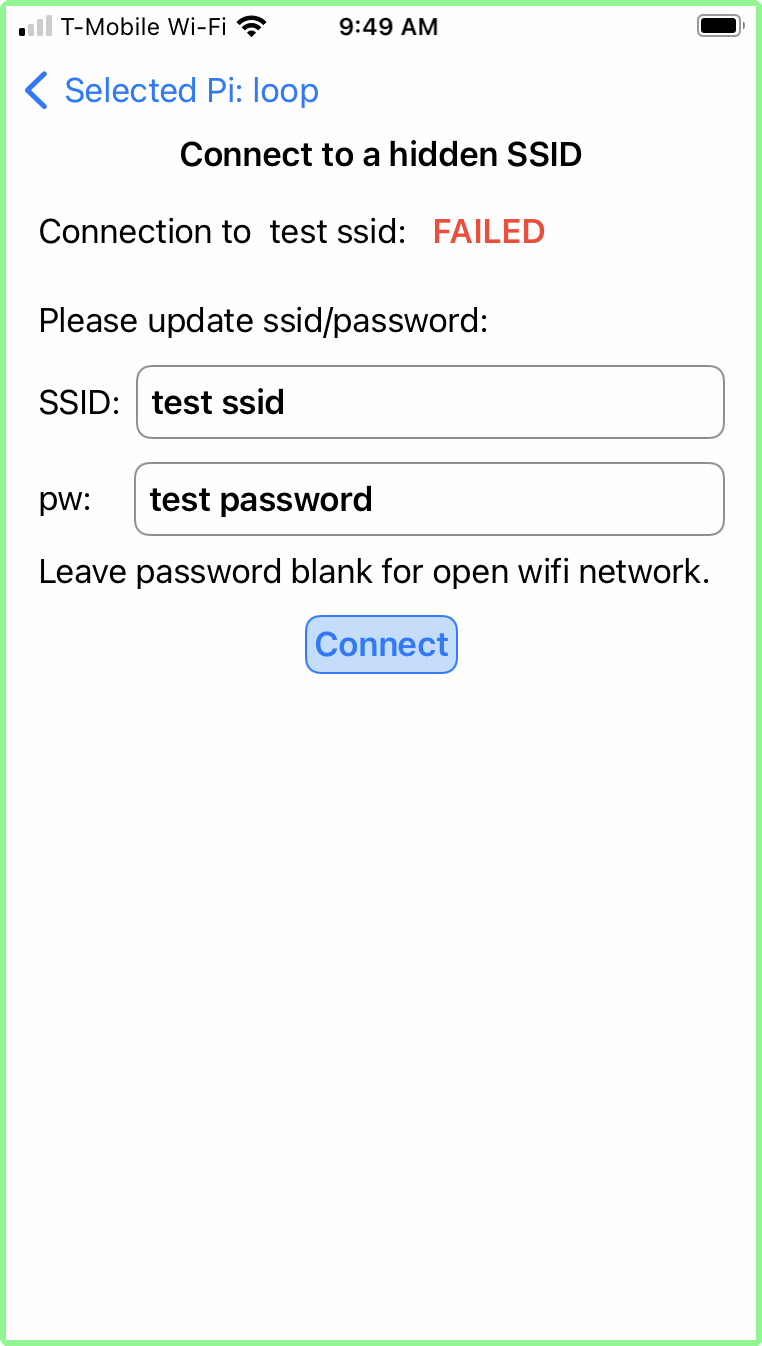 T-Mobile Wi-Fi 9:49 AM
Selected Pi: loop
Connect to a hidden SSID
Connection to test ssid: FAILED
Please update ssid/password:
SSID: test ssid
pw: test password
Leave password blank for open wifi network.
Connect